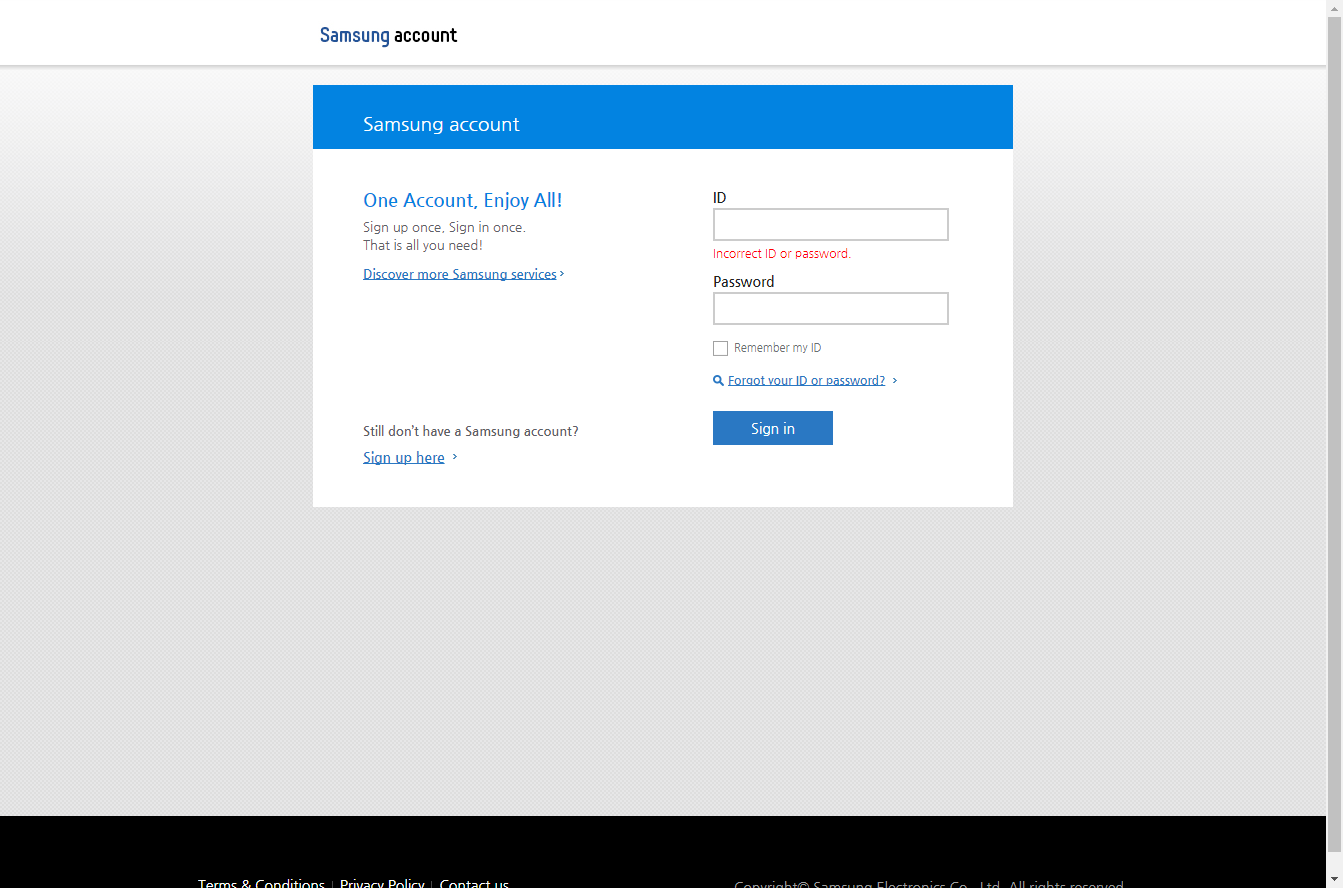 Samsung account
Samsung account
One Account, Enjoy All!
Sign up once, Sign in once.
That is all you need!
Discover more Samsung services
Still don't have a Samsung account?
Sign up here
ID
Incorrect ID or password.
Password
Remember my ID
Forgot your ID or password?
Sign in
Terms & Conditions | Privacy Policy | Contact us
Copyright© Samsung Electronics Co., Ltd. All rights reserved.